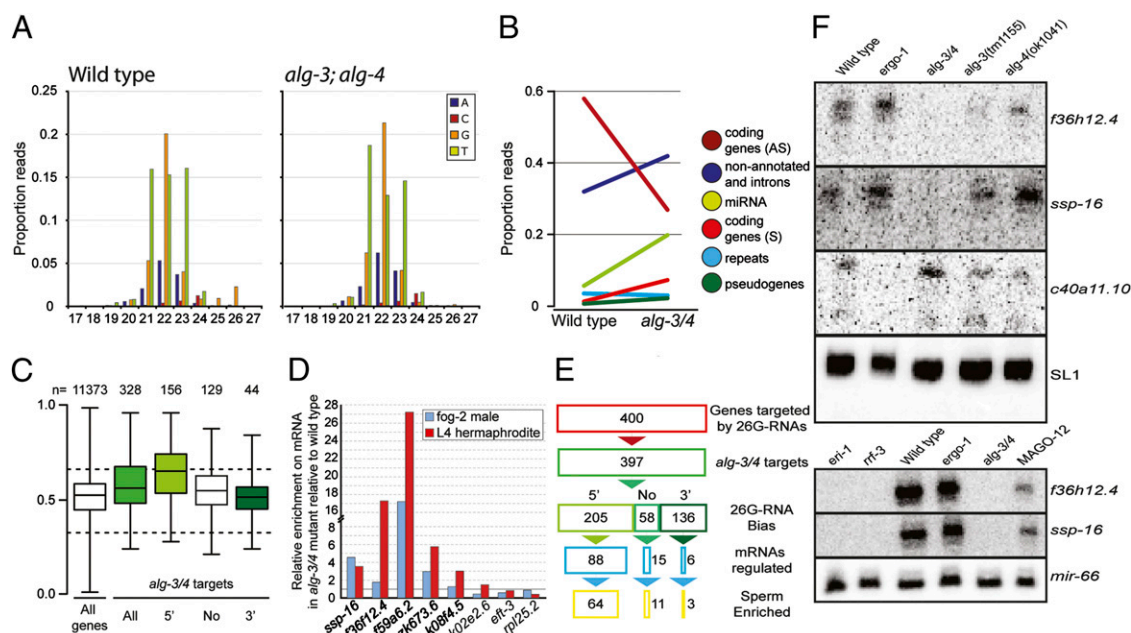 A
Wild type
alg-3; alg-4
Proportion reads
0.25
0.2
0.15
0.1
0.05
0
A
C
G
T
17 18 19 20 21 22 23 24 25 26 27
17 18 19 20 21 22 23 24 25 26 27
B
Proportion reads
0.6
0.4
0.6
0
Wild type
alg-3/4
coding genes (AS)
non-annotated and introns
miRNA
coding genes (S)
repeats
pseudogenes
C
n= 11373 328 156 129 44
1.0
0.5
0.0
alg-3/4 targets
All genes
All 5' No 3'
D
Relative enrichment on mRNA in alg-3/4 mutant relative to wild type
28
26
24
22
20
18
16
6
4
2
1
0
fog-2 male
L4 hermaphrodite
ssp-16
f36f12.4
f59a6.2
zk673.6
k08f4.5
k02e2.6
eft-3
rpl25.2
E
400
Genes targeted by 26G-RNAs
397
alg-3/4 targets
5' No 3'
205 58 136
26G-RNA Bias
88 15 6
mRNAs regulated
64 11 3
Sperm Enriched
F
Wild type
ergo-1
alg-3/4
alg-3(tm1155)
alg-4(ok1041)
f36h12.4
ssp-16
c40a11.10
SL1
eri-1
rrf-3
Wild type
ergo-1
alg-3/4
MAGO-12
f36h12.4
ssp-16
mir-66